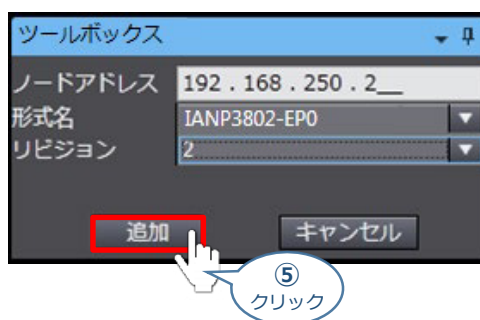 ツールボックス
ノードアドレス 192 . 168 . 250 . 2__
形式名 IANP3802-EP0
リビジョン 2
追加 キャンセル
⑤
クリック